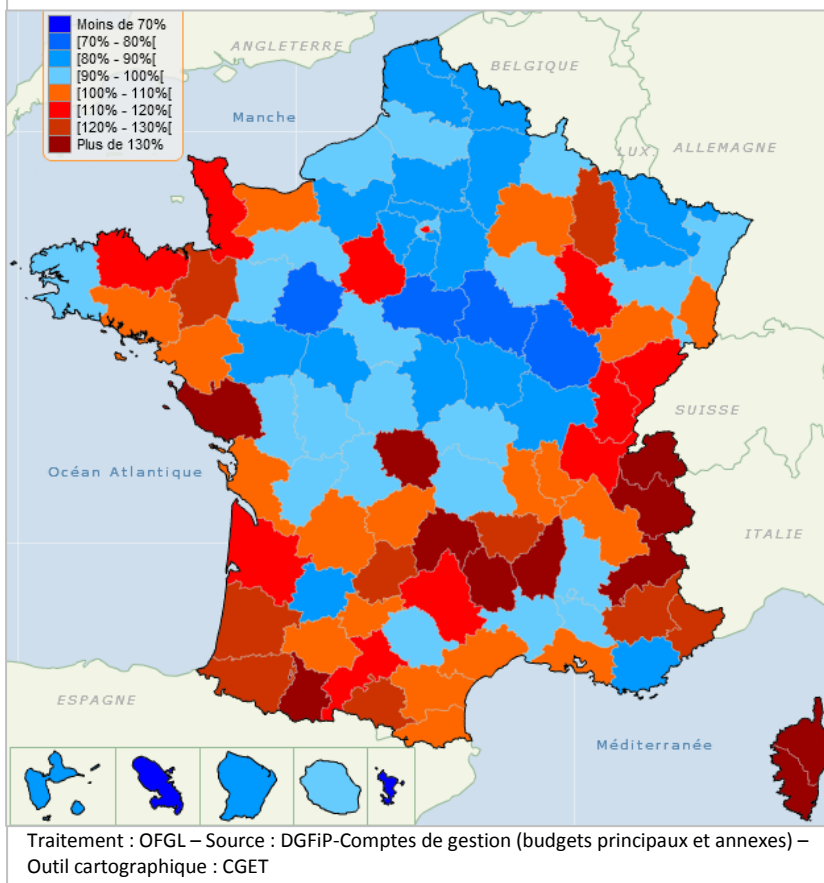 Moins de 70%
[70% - 80%[
[80% - 90%[
[90% - 100%[
[100% - 110%[
[110% - 120%[
[120% - 130%[
Plus de 130%
ANGLETERRE
BELGIQUE
Manche
LUX.
ALLEMAGNE
SUISSE
Océan Atlantique
ITALIE
ESPAGNE
Méditerranée
Traitement : OFGL – Source : DGFiP-Comptes de gestion (budgets principaux et annexes) –
Outil cartographique : CGET